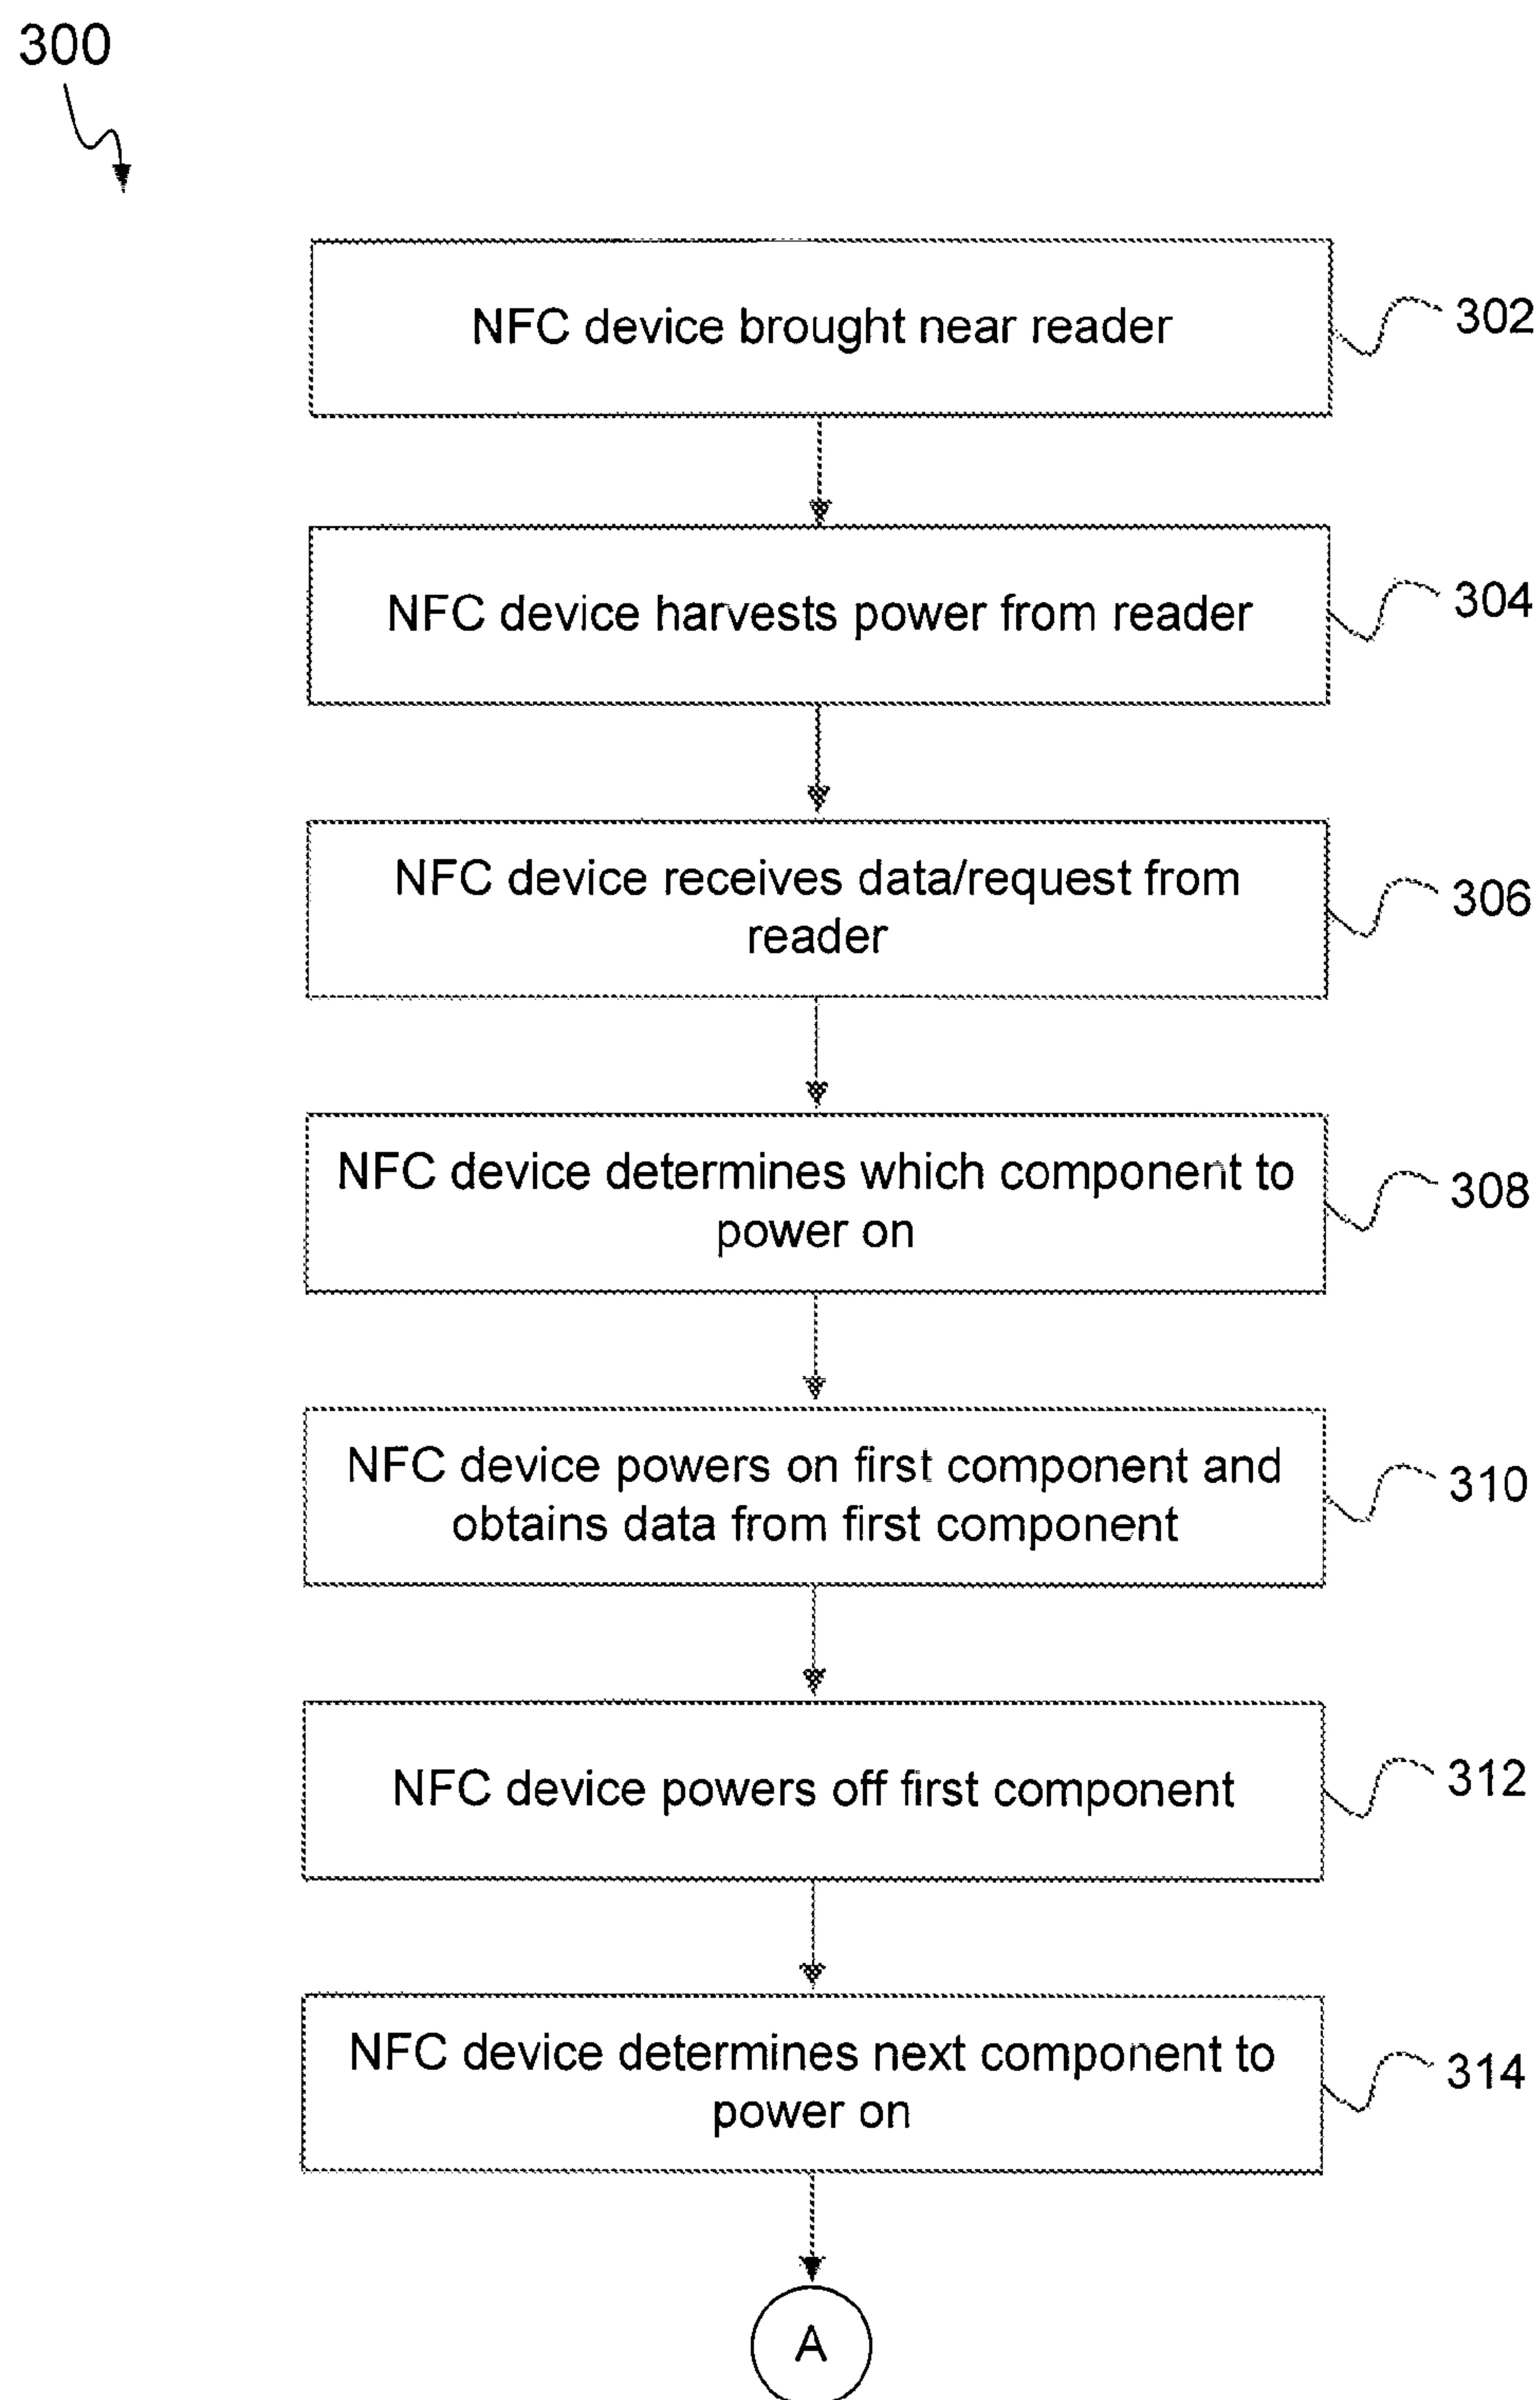 300
NFC device brought near reader
302
NFC device harvests power from reader
304
NFC device receives data/request from
reader
306
NFC device determines which component to
power on
308
NFC device powers on first component and
obtains data from first component
310
NFC device powers off first component
312
NFC device determines next component to
power on
314
A